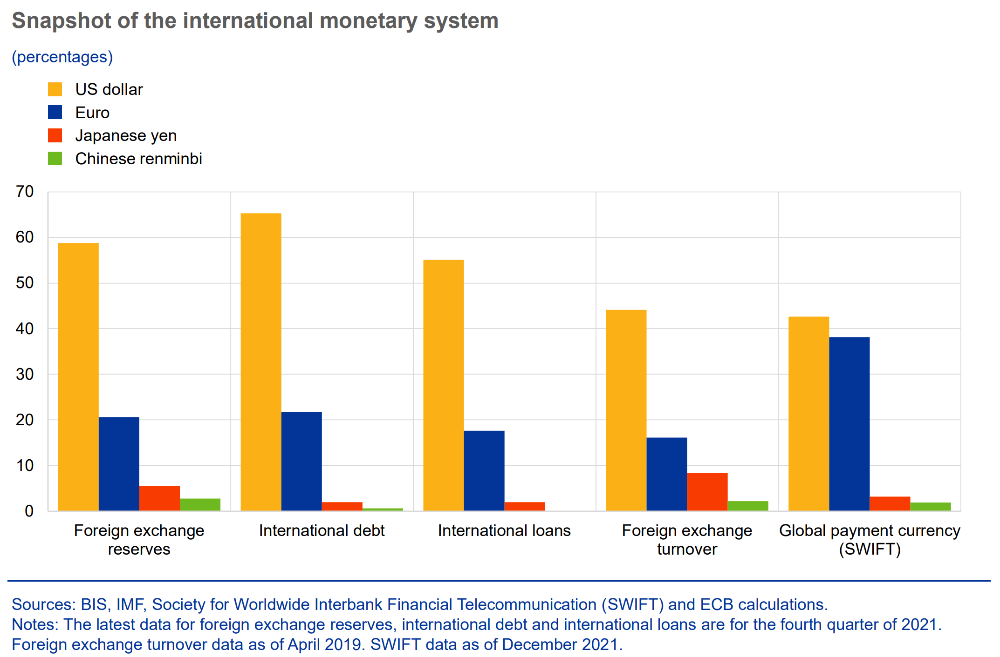 Snapshot of the international monetary system
(percentages)
US dollar
Euro
Japanese yen
Chinese renminbi
70
60
50
40
30
20
10
0
Foreign exchange
reserves
International debt
International loans
Foreign exchange
turnover
Global payment currency
(SWIFT)
Sources: BIS, IMF, Society for Worldwide Interbank Financial Telecommunication (SWIFT) and ECB calculations.
Notes: The latest data for foreign exchange reserves, international debt and international loans are for the fourth quarter of 2021.
Foreign exchange turnover data as of April 2019. SWIFT data as of December 2021.